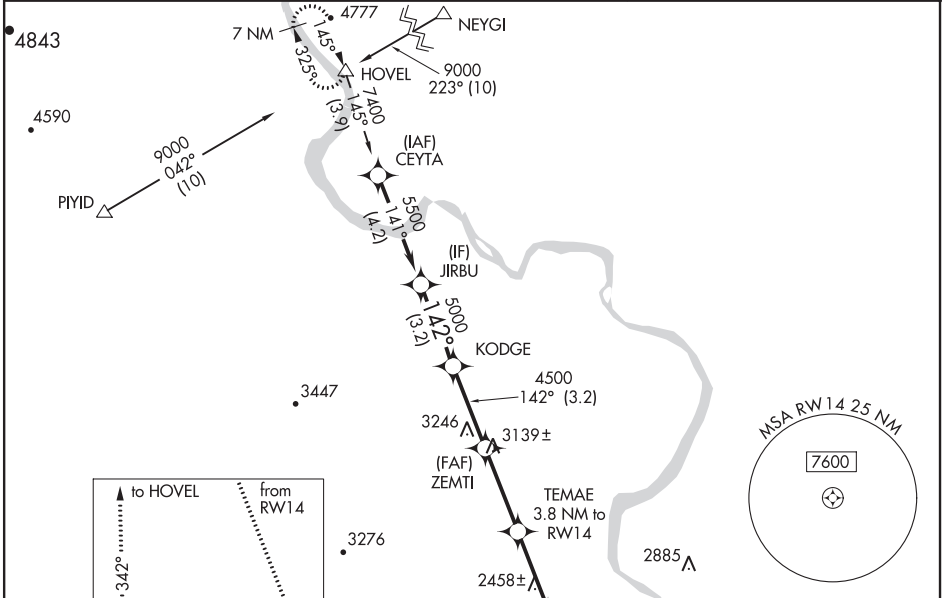 4777
NEYGI
7 NM
145°
325°
4843
HOVEL
9000
223° (10)
7400
145°
(3.9)
4590
(IAF)
CEYTA
9000
042°
(10)
PIYID
5500
141°
(4.2)
(IF)
JIRBU
5000
142°
(3.2)
KODGE
4500
142° (3.2)
3447
3246
3139±
(FAF)
ZEMTI
MSA RW14 25 NM
7600
to HOVEL
from
RW14
342°
TEMAE
3.8 NM to
RW14
3276
2885
2458±